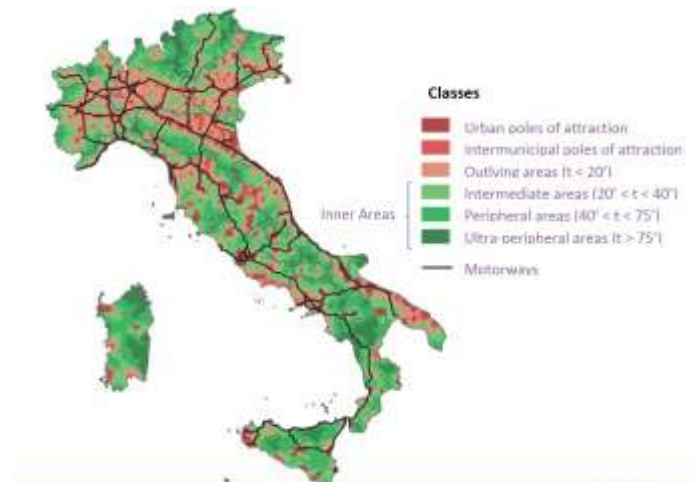 Classes
Urban poles of attraction
Intermunicipal poles of attraction
Outlying areas (t < 20')
Inner Areas
Intermediate areas (20' < t < 40')
Peripheral areas (40' < t < 75')
Ultra-peripheral areas (t > 75')
Motorways